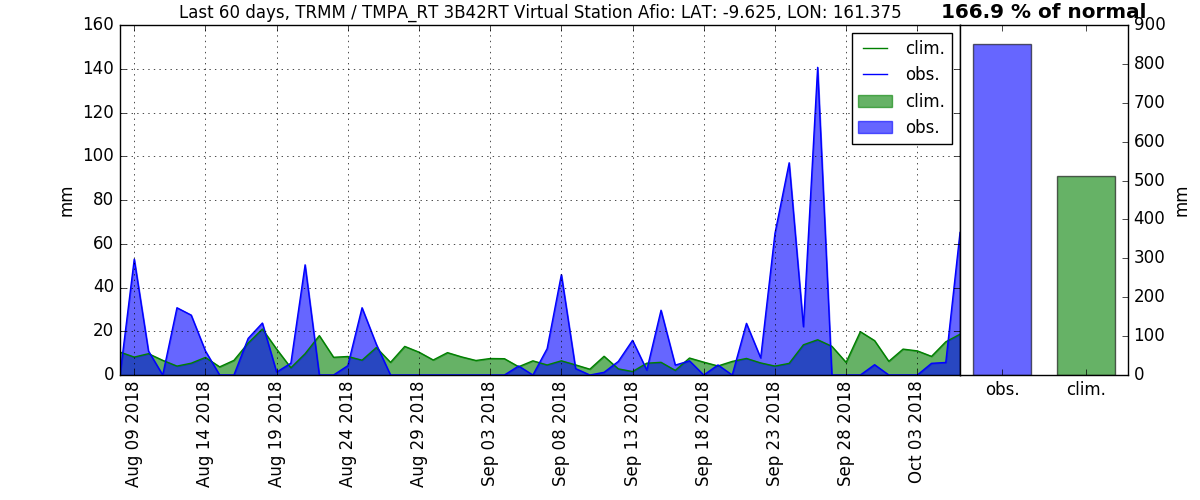 Last 60 days, TRMM / TMPA_RT 3B42RT Virtual Station Afio: LAT: -9.625, LON: 161.375
166.9 % of normal
160
140
120
100
80
60
40
20
0
mm
clim.
obs.
clim.
obs.
900
800
700
600
500
400
300
200
100
0
mm
Aug 09 2018
Aug 14 2018
Aug 19 2018
Aug 24 2018
Aug 29 2018
Sep 03 2018
Sep 08 2018
Sep 13 2018
Sep 18 2018
Sep 23 2018
Sep 28 2018
Oct 03 2018
obs.
clim.